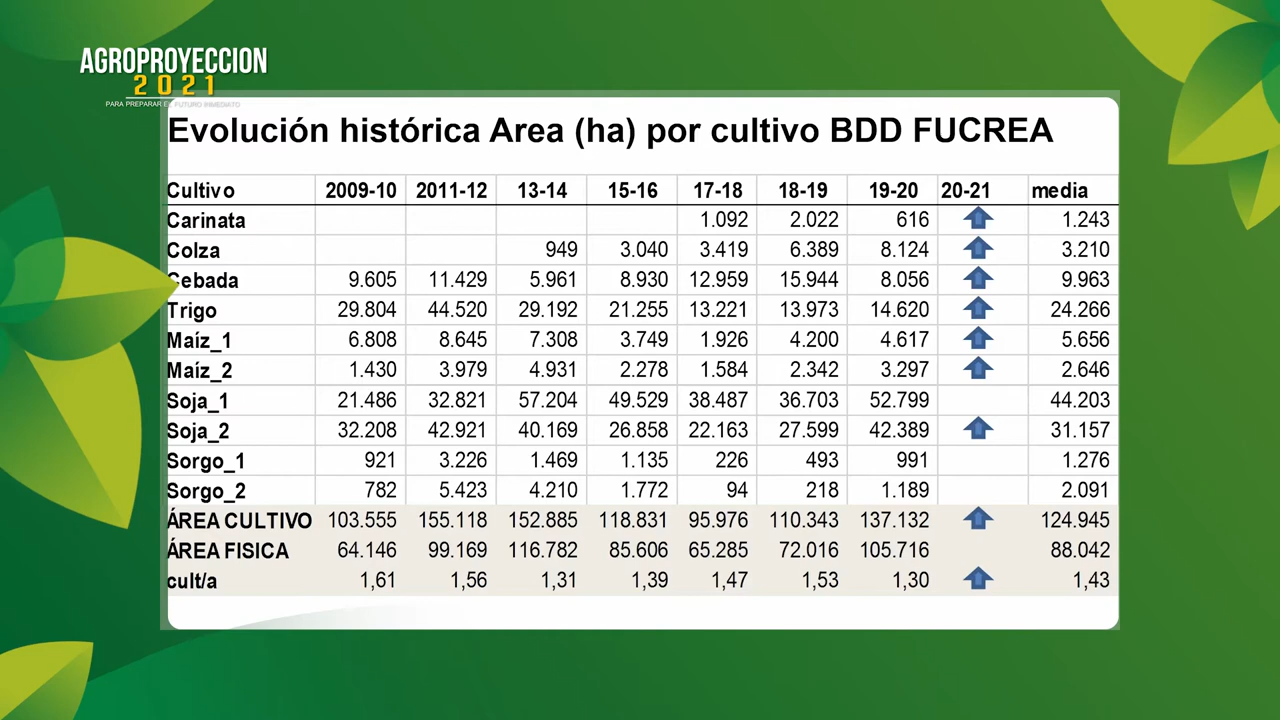 AGROPROYECCION
2021
PARA PREPARAR EL FUTURO INMEDIATO
Evolución histórica Area (ha) por cultivo BDD FUCREA
Cultivo 2009-10 2011-12 13-14 15-16 17-18 18-19 19-20 20-21 media
Carinata 1.092 2.022 616 1.243
Colza 949 3.040 3.419 6.389 8.124 3.210
Cebada 9.605 11.429 5.961 8.930 12.959 15.944 8.056 9.963
Trigo 29.804 44.520 29.192 21.255 13.221 13.973 14.620 24.266
Maíz_1 6.808 8.645 7.308 3.749 1.926 4.200 4.617 5.656
Maíz_2 1.430 3.979 4.931 2.278 1.584 2.342 3.297 2.646
Soja_1 21.486 32.821 57.204 49.529 38.487 36.703 52.799 44.203
Soja_2 32.208 42.921 40.169 26.858 22.163 27.599 42.389 31.157
Sorgo_1 921 3.226 1.469 1.135 226 493 991 1.276
Sorgo_2 782 5.423 4.210 1.772 94 218 1.189 2.091
ÁREA CULTIVO 103.555 155.118 152.885 118.831 95.976 110.343 137.132 124.945
ÁREA FISICA 64.146 99.169 116.782 85.606 65.285 72.016 105.716 88.042
cult/a 1,61 1,56 1,31 1,39 1,47 1,53 1,30 1,43